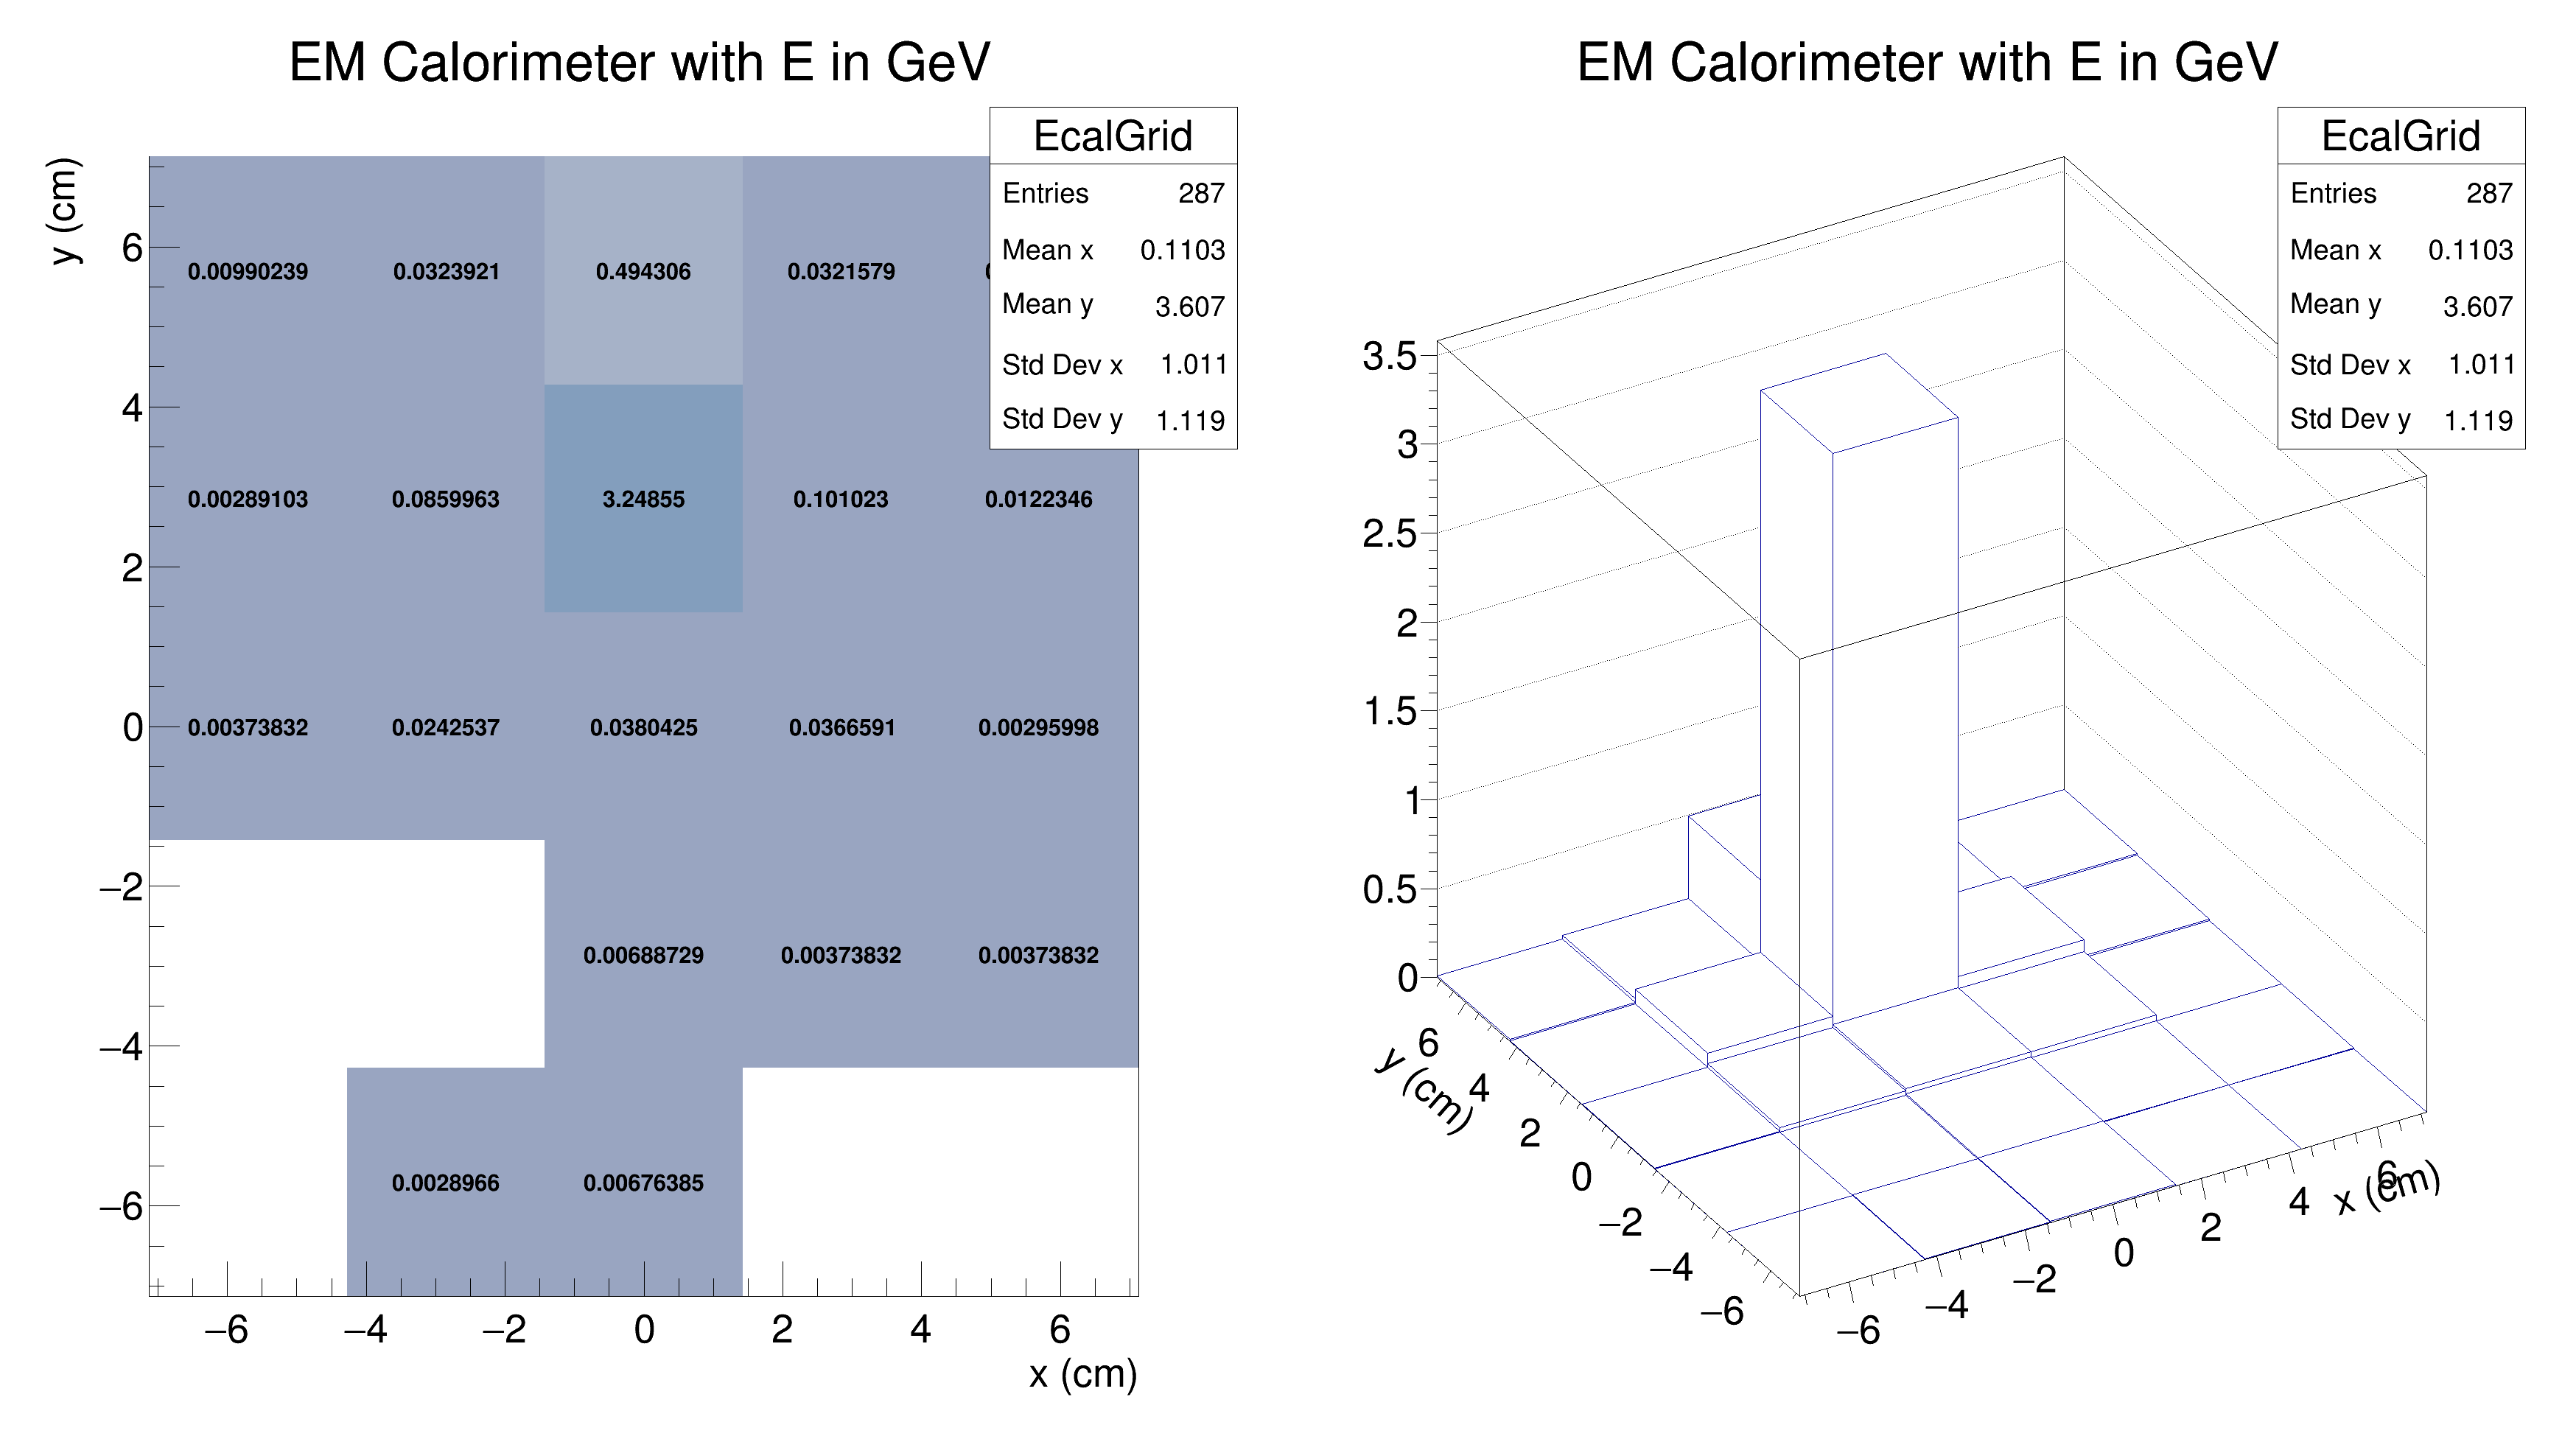 EM Calorimeter with E in GeV
EcalGrid
Entries 287
Mean x 0.1103
Mean y 3.607
Std Dev x 1.011
Std Dev y 1.119
y (cm)
6
4
2
0
−2
−4
−6
0.00990239 0.0323921 0.494306 0.0321579
0.00289103 0.0859963 3.24855 0.101023 0.0122346
0.00373832 0.0242537 0.0380425 0.0366591 0.00295998
0.00688729 0.00373832 0.00373832
0.0028966 0.00676385
−6 −4 −2 0 2 4 6
x (cm)
EM Calorimeter with E in GeV
EcalGrid
Entries 287
Mean x 0.1103
Mean y 3.607
Std Dev x 1.011
Std Dev y 1.119
3.5
3
2.5
2
1.5
1
0.5
0
6
4
2
0
−2
−4
−6
y (cm)
−6
−4
−2
0
2
4
6
x (cm)